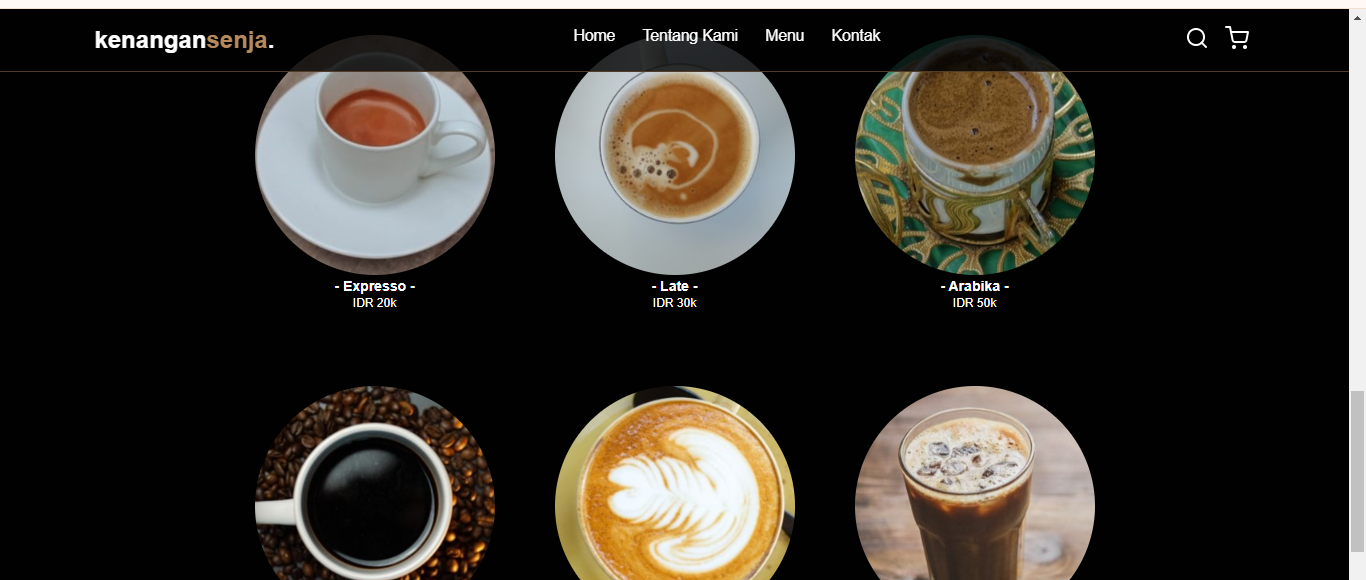 kenangansenja.
Home Tentang Kami Menu Kontak
- Expresso - - Late - - Arabika -
IDR 20k IDR 30k IDR 50k